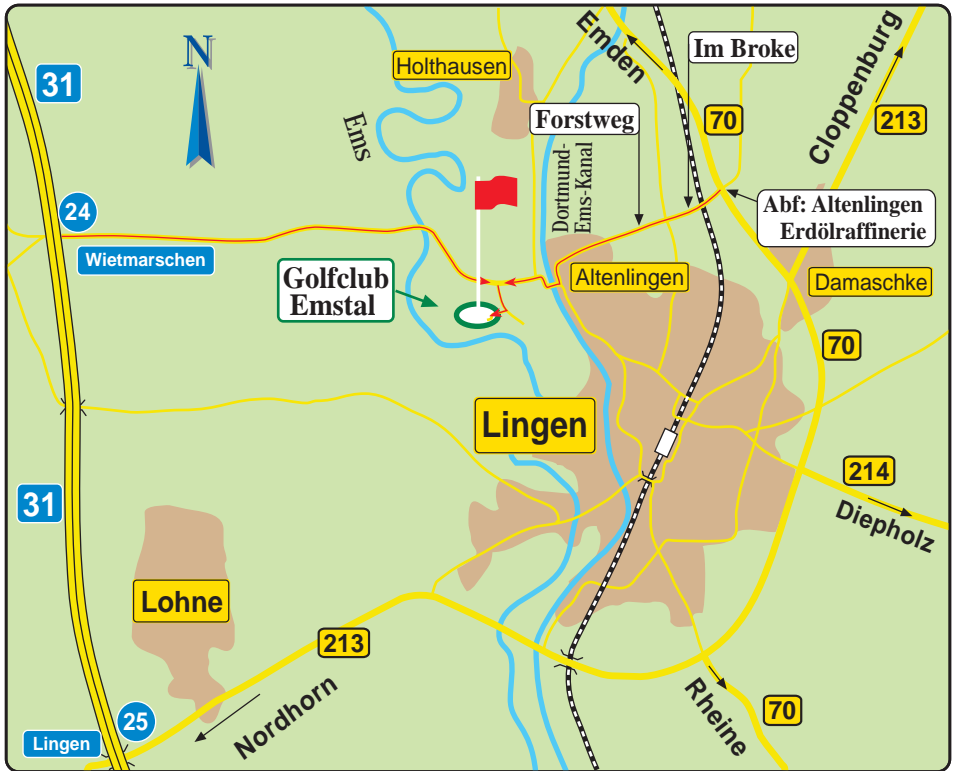 31
N
Holthausen
Emden
Im Broke
Cloppenburg
70
213
Ems
Forstweg
Dortmund-
Ems-Kanal
24
Wietmarschen
Abf: Altenlingen
Erdölraffinerie
Golfclub
Emstal
Altenlingen
Damaschke
70
Lingen
214
Diepholz
31
Lohne
213
Nordhorn
Rheine
70
25
Lingen